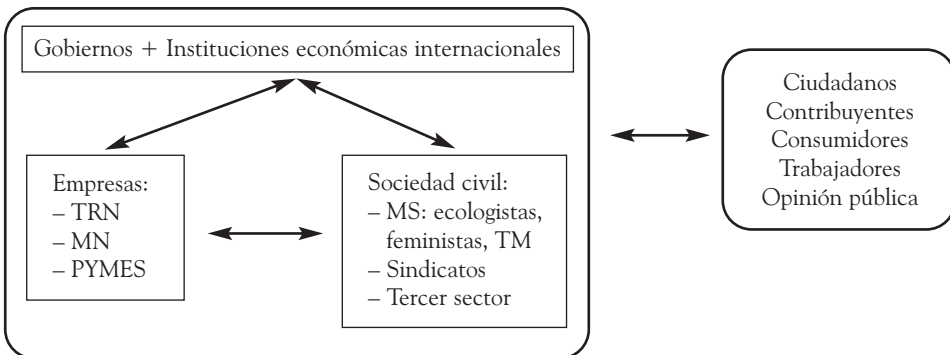 Gobiernos + Instituciones económicas internacionales
Empresas:
– TRN
– MN
– PYMES
Sociedad civil:
– MS: ecologistas,
feministas, TM
– Sindicatos
– Tercer sector
Ciudadanos
Contribuyentes
Consumidores
Trabajadores
Opinión pública